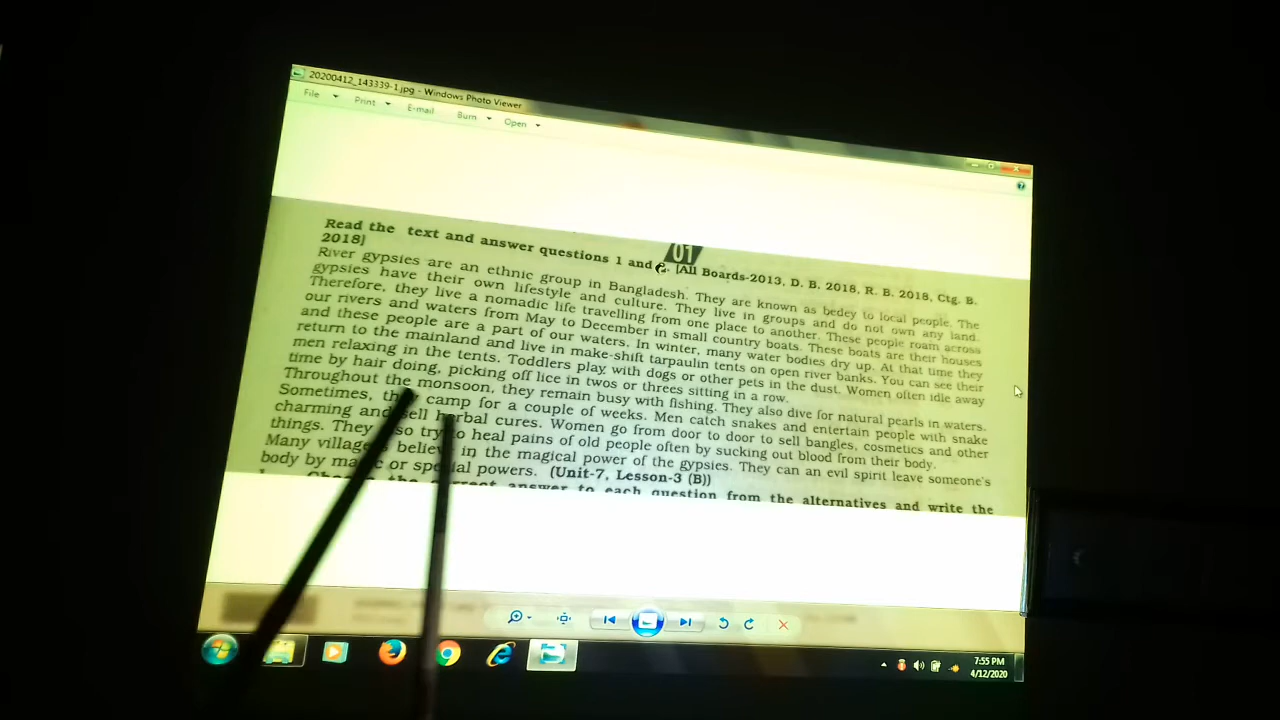 20200412_143339-1.jpg - Windows Photo Viewer
File Print E-mail Burn Open
01
Read the text and answer questions 1 and 2. [All Boards-2013, D. B. 2018, R. B. 2018, Ctg. B.
2018]
River gypsies are an ethnic group in Bangladesh. They are known as bedey to local people. The
gypsies have their own lifestyle and culture. They live in groups and do not own any land.
Therefore, they live a nomadic life travelling from one place to another. These people roam across
our rivers and waters from May to December in small country boats. These boats are their houses
and these people are a part of our waters. In winter, many water bodies dry up. At that time they
return to the mainland and live in make-shift tarpaulin tents on open river banks. You can see their
men relaxing in the tents. Toddlers play with dogs or other pets in the dust. Women often idle away
time by hair doing, picking off lice in twos or threes sitting in a row.
Throughout the monsoon, they remain busy with fishing. They also dive for natural pearls in waters.
Sometimes, they camp for a couple of weeks. Men catch snakes and entertain people with snake
charming and sell herbal cures. Women go from door to door to sell bangles, cosmetics and other
things. They also try to heal pains of old people often by sucking out blood from their body.
Many villagers believe in the magical power of the gypsies. They can an evil spirit leave someone's
body by magic or special powers. (Unit-7, Lesson-3 (B))
Choose the correct answer to each question from the alternatives and write the
7:55 PM
4/12/2020